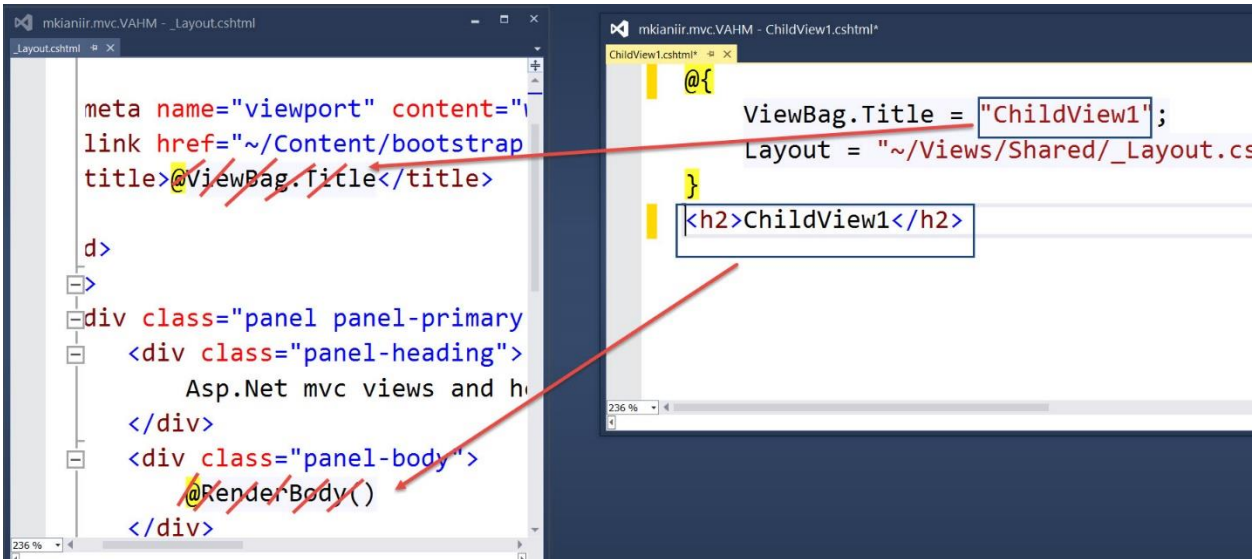 mkianiir.mvc.VAHM - _Layout.cshtml
_Layout.cshtml
meta name="viewport" content="
link href="~/Content/bootstrap
title>@ViewBag.Title</title>
d>
>
div class="panel panel-primary
<div class="panel-heading">
Asp.Net mvc views and h
</div>
<div class="panel-body">
@RenderBody()
</div>
236 %
mkianiir.mvc.VAHM - ChildView1.cshtml*
ChildView1.cshtml*
@{
ViewBag.Title = "ChildView1";
Layout = "~/Views/Shared/_Layout.cs
}
<h2>ChildView1</h2>
236 %